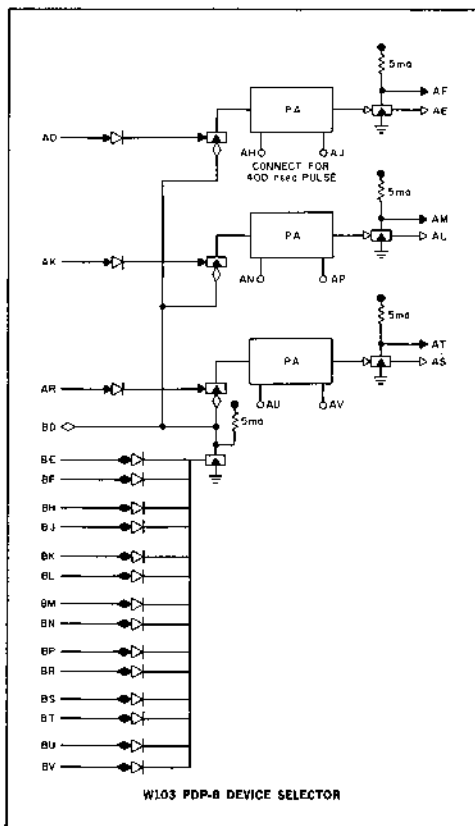 5ma
AF
PA
AE
AD
AH
AJ
CONNECT FOR
400 nsec PULSE
5ma
AM
PA
AL
AK
AN
AP
5ma
AT
PA
AS
AR
AU
AV
BD
5ma
BE
BF
BH
BJ
BK
BL
BM
BN
BP
BR
BS
BT
BU
BV
W103 PDP-8 DEVICE SELECTOR